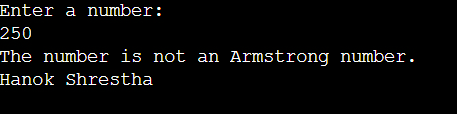 Enter a number:
250
The number is not an Armstrong number.
Hanok Shrestha